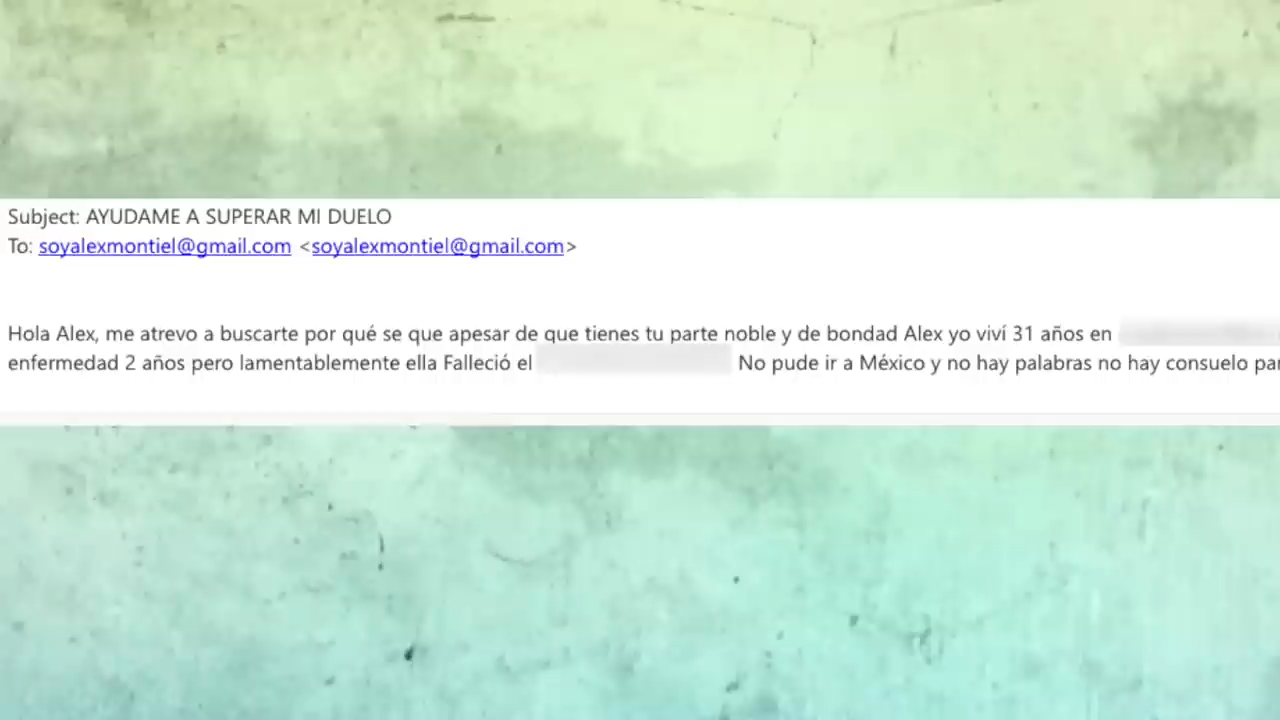 Subject: AYUDAME A SUPERAR MI DUELO
To: soyalexmontiel@gmail.com <soyalexmontiel@gmail.com>
Hola Alex, me atrevo a buscarte por qué se que apesar de que tienes tu parte noble y de bondad Alex yo viví 31 años en
enfermedad 2 años pero lamentablemente ella Falleció el No pude ir a México y no hay palabras no hay consuelo